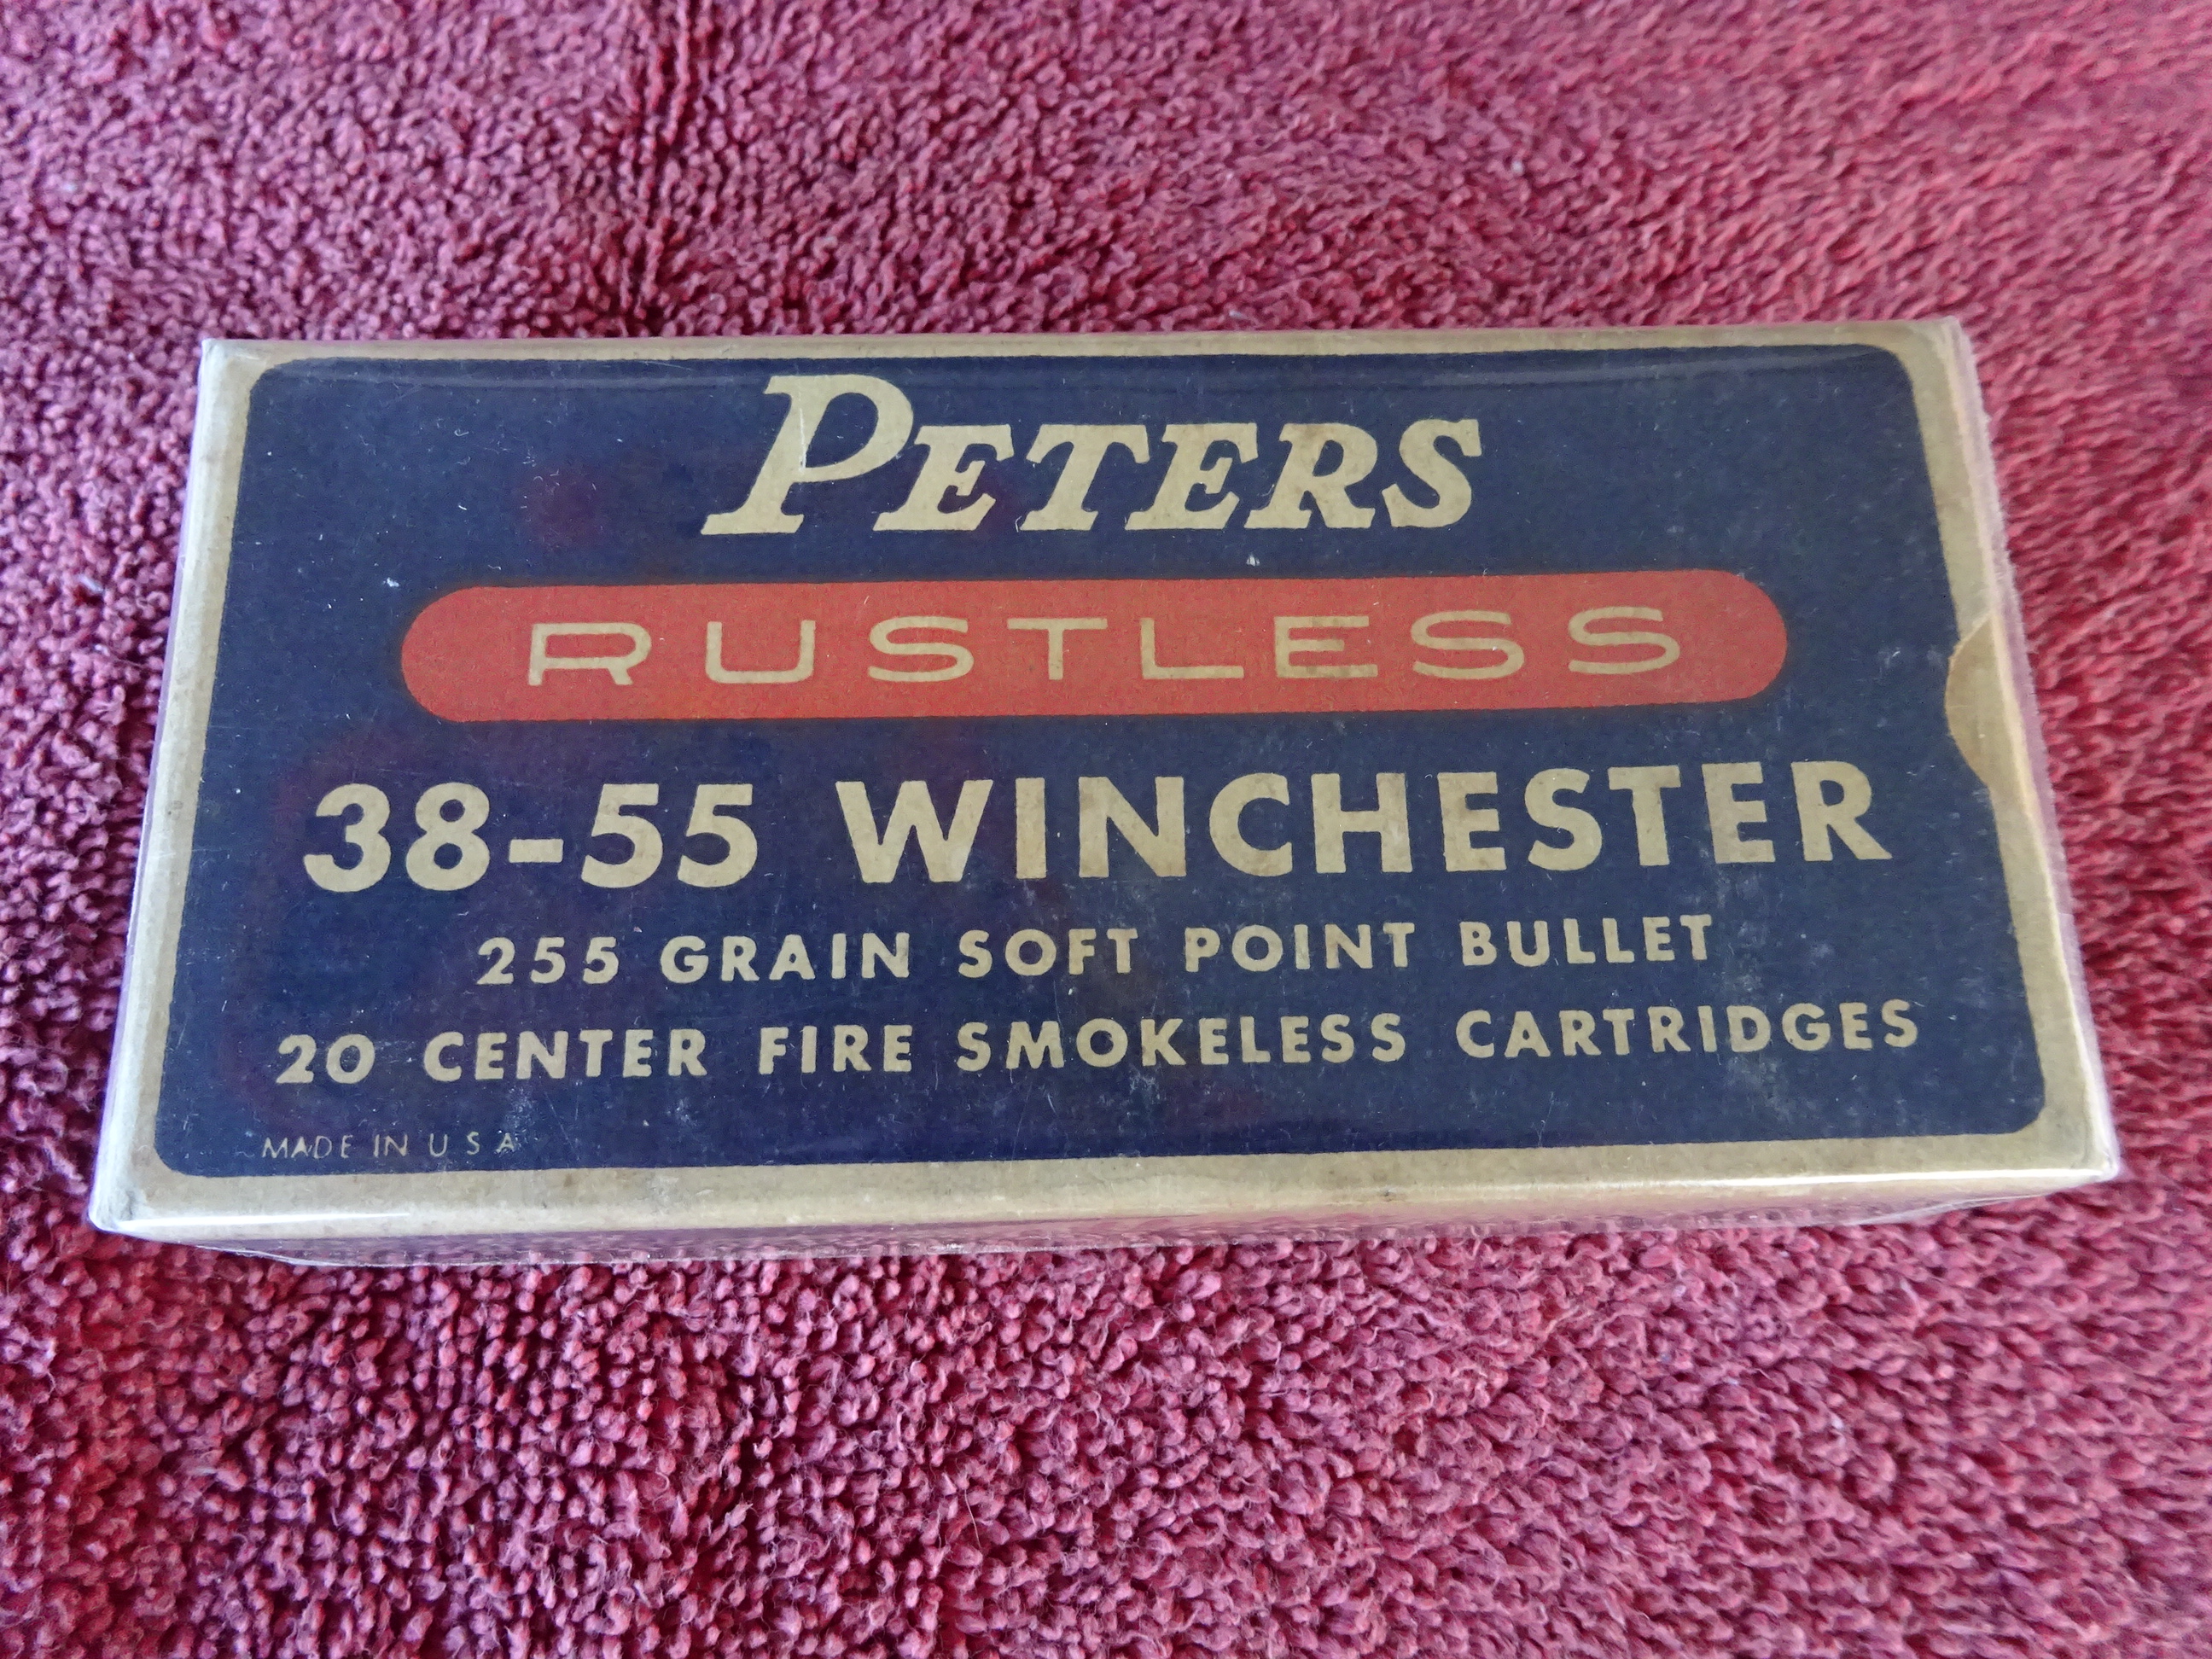 PETERS
RUSTLESS
38-55 WINCHESTER
255 GRAIN SOFT POINT BULLET
20 CENTER FIRE SMOKELESS CARTRIDGES
MADE IN U S A